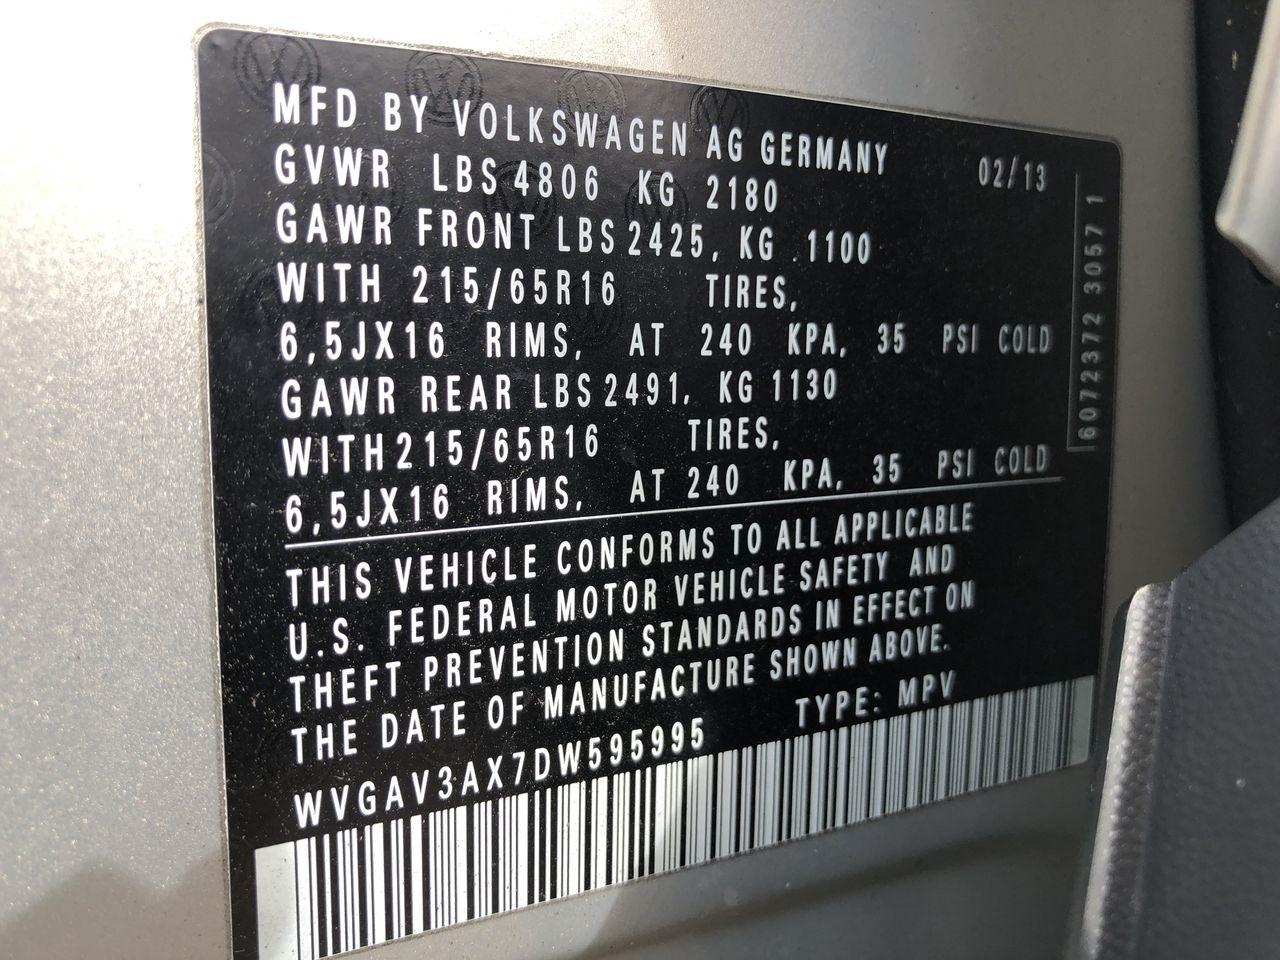 MFD BY VOLKSWAGEN AG GERMANY 02/13
GVWR LBS 4806 KG 2180
GAWR FRONT LBS 2425, KG .1100
WITH 215/65R16 TIRES,
6,5JX16 RIMS, AT 240 KPA, 35 PSI COLD
GAWR REAR LBS 2491, KG 1130
WITH 215/65R16 TIRES,
6,5JX16 RIMS, AT 240 KPA, 35 PSI COLD
THIS VEHICLE CONFORMS TO ALL APPLICABLE
U.S. FEDERAL MOTOR VEHICLE SAFETY AND
THEFT PREVENTION STANDARDS IN EFFECT ON
THE DATE OF MANUFACTURE SHOWN ABOVE.
WVGAV3AX7DW595995 TYPE: MPV
6072372 3057 1